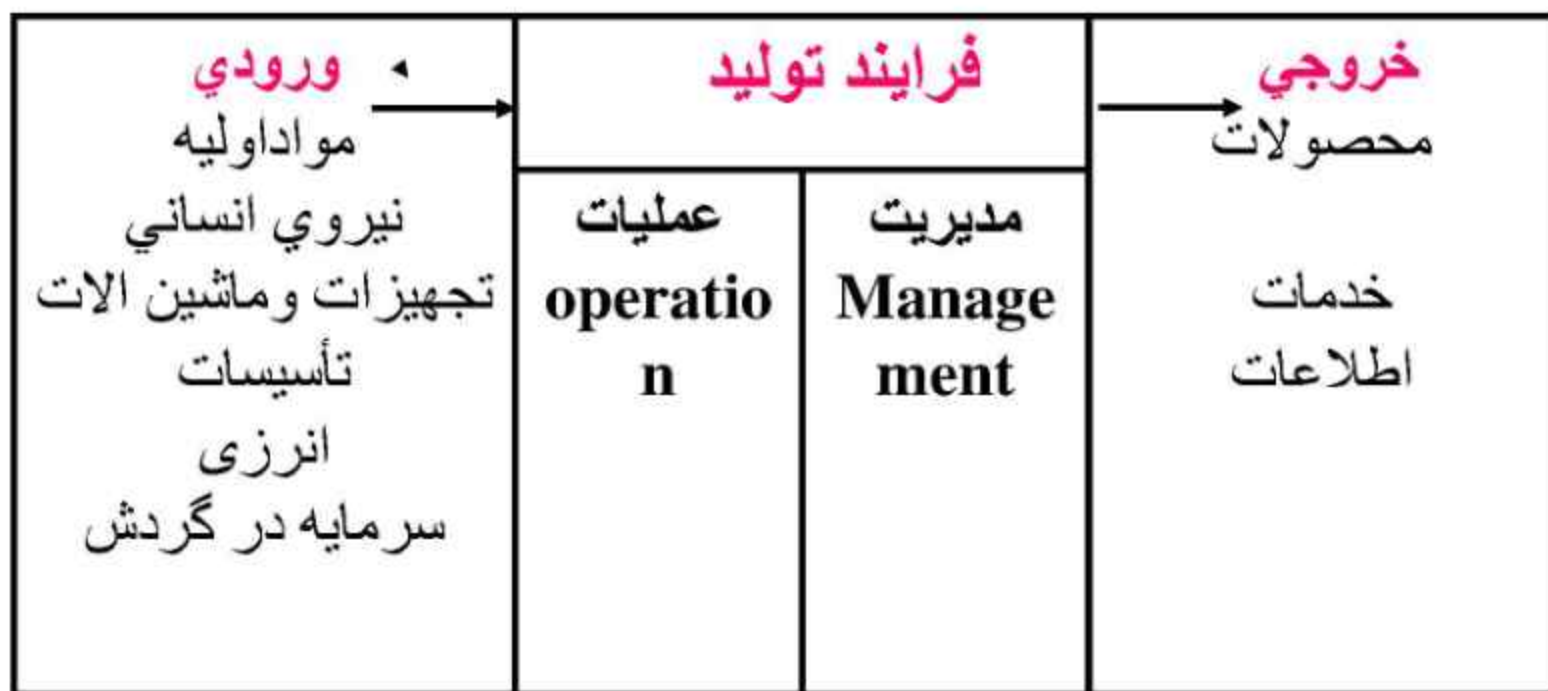 ورودي
مواداوليه
نيروي انساني
تجهيزات وماشين الات
تأسيسات
انرزی
سرمايه در گردش
فرايند توليد
عمليات
operatio
n
مديريت
Manage
ment
خروجي
محصولات
خدمات
اطلاعات